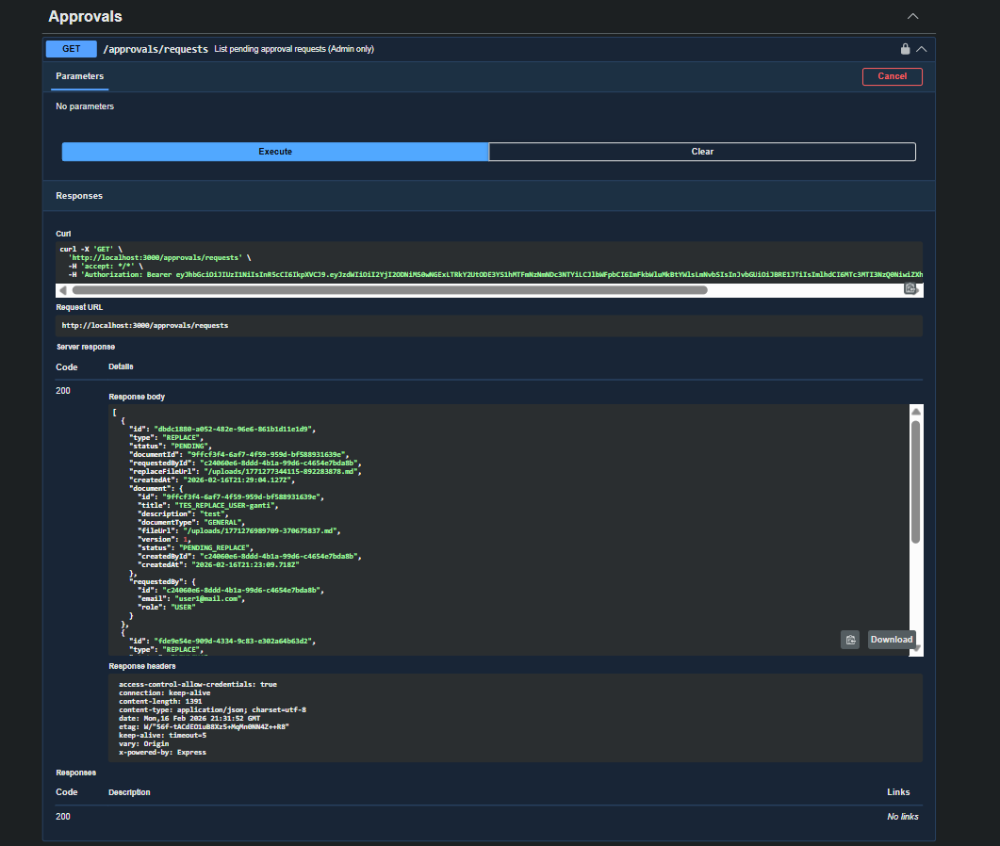 Approvals
GET /approvals/requests List pending approval requests (Admin only)
Parameters
Cancel
No parameters
Execute
Clear
Responses
Curl
curl -X 'GET' \
'http://localhost:3000/approvals/requests' \
-H 'accept: */*' \
-H 'Authorization: Bearer
Request URL
http://localhost:3000/approvals/requests
Server response
Code Details
200
Response body
[
{
"id": "dbdc1880-a052-482e-96e6-861b1d11e1d9",
"type": "REPLACE",
"status": "PENDING",
"documentId": "9ffcf3f4-6af7-4f59-959d-bf588931639e",
"requestedById": "c24060e6-8ddd-4b1a-99d6-c4654e7bda8b",
"replaceFileUrl": "/uploads/1771277344115-892283878.md",
"createdAt": "2026-02-16T21:29:04.127Z",
"document": {
"id": "9ffcf3f4-6af7-4f59-959d-bf588931639e",
"title": "TES_REPLACE_USER-ganti",
"description": "test",
"documentType": "GENERAL",
"fileUrl": "/uploads/1771276989709-370675837.md",
"version": 1,
"status": "PENDING_REPLACE",
"createdById": "c24060e6-8ddd-4b1a-99d6-c4654e7bda8b",
"createdAt": "2026-02-16T21:23:09.718Z"
},
"requestedBy": {
"id": "c24060e6-8ddd-4b1a-99d6-c4654e7bda8b",
"email": "user1@mail.com",
"role": "USER"
}
},
{
"id": "fde9e54e-909d-4334-9c83-e302a64b63d2",
"type": "REPLACE",
Download
Response headers
access-control-allow-credentials: true
connection: keep-alive
content-length: 1391
content-type: application/json; charset=utf-8
date: Mon,16 Feb 2026 21:31:52 GMT
etag: W/"56f-tACdEO1uB8Xz5+MqMn0NN4Z++R8"
keep-alive: timeout=5
vary: Origin
x-powered-by: Express
Responses
Code Description Links
200 No links